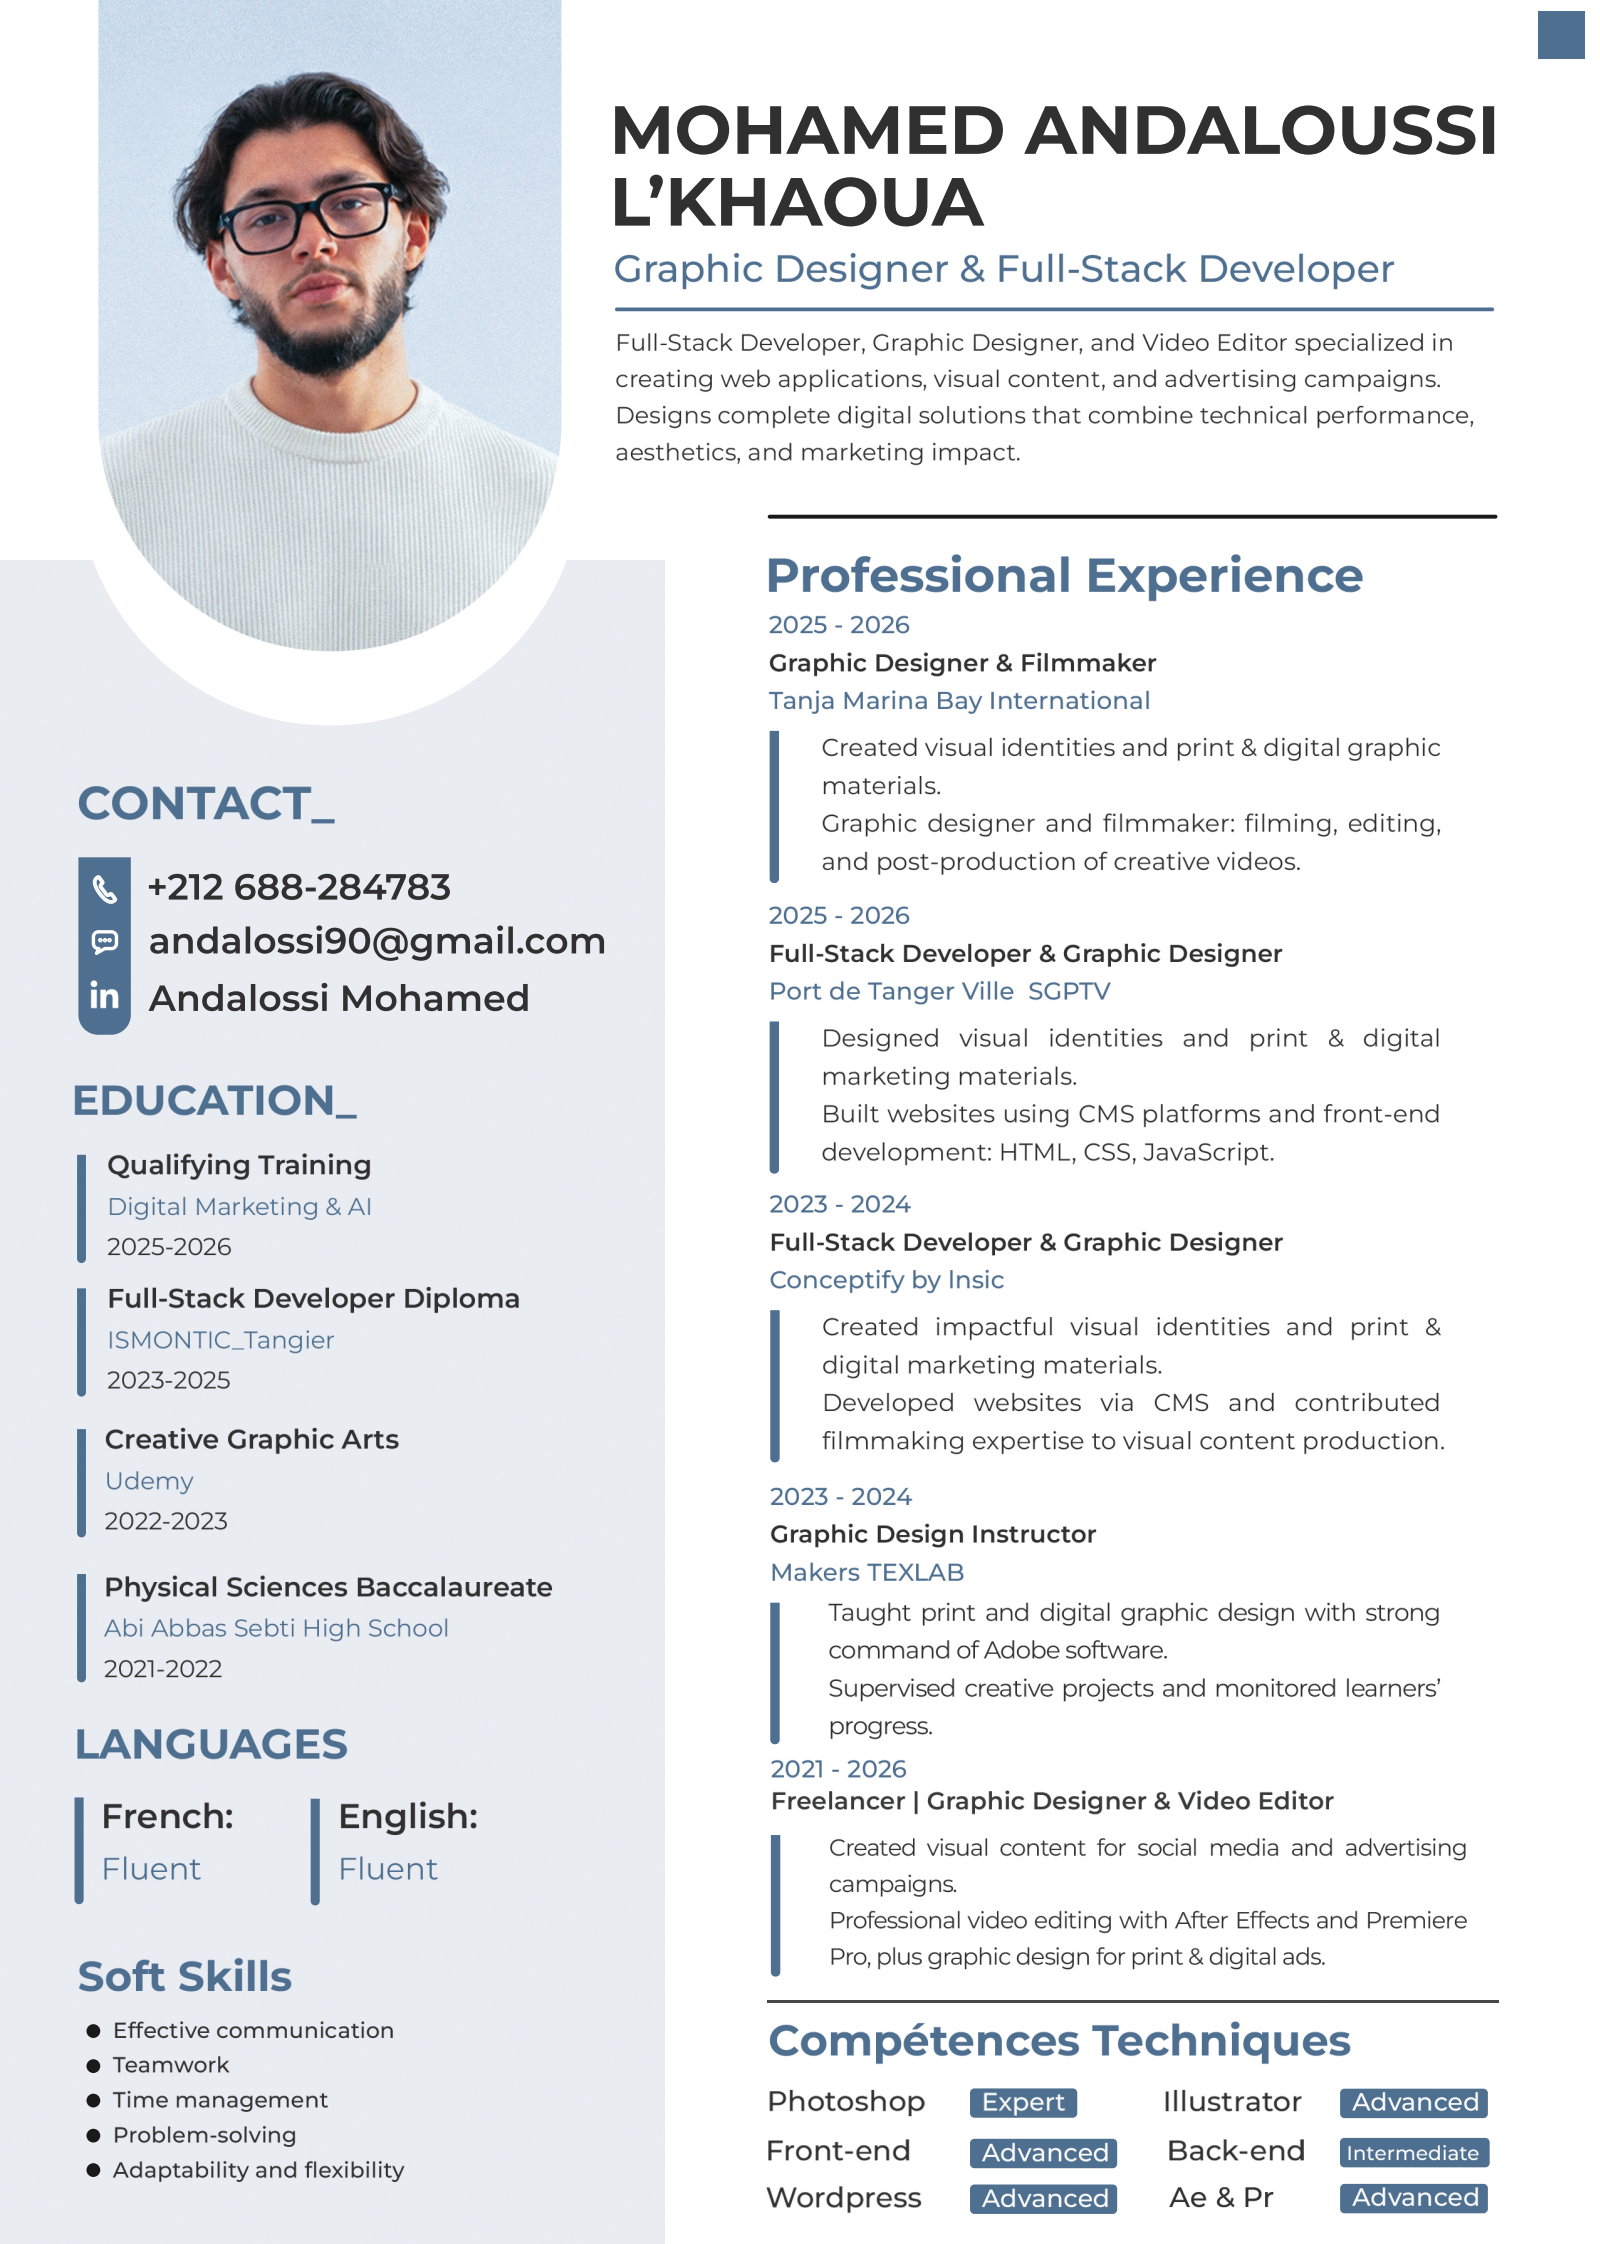 MOHAMED ANDALOUSSI
L’KHAOUA
Graphic Designer & Full-Stack Developer
Full-Stack Developer, Graphic Designer, and Video Editor specialized in
creating web applications, visual content, and advertising campaigns.
Designs complete digital solutions that combine technical performance,
aesthetics, and marketing impact.
CONTACT_
+212 688-284783
andalossi90@gmail.com
in
Andalossi Mohamed
EDUCATION_
Qualifying Training
Digital Marketing & AI
2025-2026
Full-Stack Developer Diploma
ISMONTIC_Tangier
2023-2025
Creative Graphic Arts
Udemy
2022-2023
Physical Sciences Baccalaureate
Abi Abbas Sebti High School
2021-2022
LANGUAGES
French:
Fluent
English:
Fluent
Soft Skills
● Effective communication
● Teamwork
● Time management
● Problem-solving
● Adaptability and flexibility
Professional Experience
2025 - 2026
Graphic Designer & Filmmaker
Tanja Marina Bay International
Created visual identities and print & digital graphic
materials.
Graphic designer and filmmaker: filming, editing,
and post-production of creative videos.
2025 - 2026
Full-Stack Developer & Graphic Designer
Port de Tanger Ville SGPTV
Designed visual identities and print & digital
marketing materials.
Built websites using CMS platforms and front-end
development: HTML, CSS, JavaScript.
2023 - 2024
Full-Stack Developer & Graphic Designer
Conceptify by Insic
Created impactful visual identities and print &
digital marketing materials.
Developed websites via CMS and contributed
filmmaking expertise to visual content production.
2023 - 2024
Graphic Design Instructor
Makers TEXLAB
Taught print and digital graphic design with strong
command of Adobe software.
Supervised creative projects and monitored learners’
progress.
2021 - 2026
Freelancer | Graphic Designer & Video Editor
Created visual content for social media and advertising
campaigns.
Professional video editing with After Effects and Premiere
Pro, plus graphic design for print & digital ads.
Compétences Techniques
Photoshop Expert Illustrator Advanced
Front-end Advanced Back-end Intermediate
Wordpress Advanced Ae & Pr Advanced